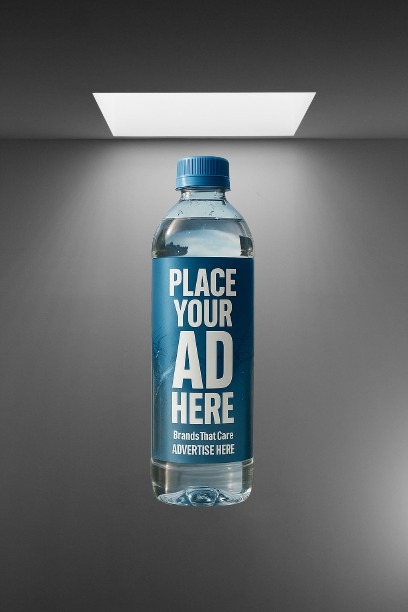 PLACE
YOUR
AD
HERE
Brands That Care
ADVERTISE HERE